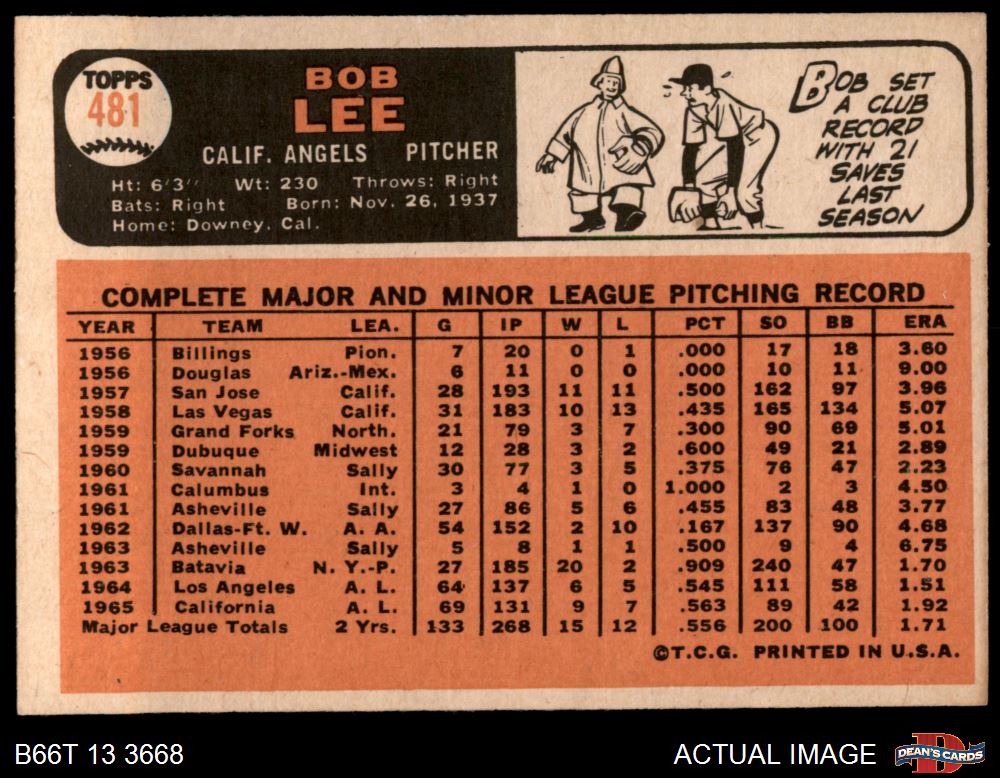 TOPPS
481
BOB
LEE
CALIF. ANGELS PITCHER
Ht: 6'3" Wt: 230 Throws: Right
Bats: Right Born: Nov. 26, 1937
Home: Downey, Cal.
BOB SET
A CLUB
RECORD
WITH 21
SAVES
LAST
SEASON
COMPLETE MAJOR AND MINOR LEAGUE PITCHING RECORD
YEAR TEAM LEA. G IP W L PCT SO BB ERA
1956 Billings Pion. 7 20 0 1 .000 17 18 3.60
1956 Douglas Ariz.-Mex. 6 11 0 0 .000 10 11 9.00
1957 San Jose Calif. 28 193 11 11 .500 162 97 3.96
1958 Las Vegas Calif. 31 183 10 13 .435 165 134 5.07
1959 Grand Forks North. 21 79 3 7 .300 90 69 5.01
1959 Dubuque Midwest 12 28 3 2 .600 49 21 2.89
1960 Savannah Sally 30 77 3 5 .375 76 47 2.23
1961 Calumbus Int. 3 4 1 0 1.000 2 3 4.50
1961 Asheville Sally 27 86 5 6 .455 83 48 3.77
1962 Dallas-Ft. W. A. A. 54 152 2 10 .167 137 90 4.68
1963 Asheville Sally 5 8 1 1 .500 9 4 6.75
1963 Batavia N. Y.-P. 27 185 20 2 .909 240 47 1.70
1964 Los Angeles A. L. 64 137 6 5 .545 111 58 1.51
1965 California A. L. 69 131 9 7 .563 89 42 1.92
Major League Totals 2 Yrs. 133 268 15 12 .556 200 100 1.71
©T.C.G. PRINTED IN U.S.A.
B66T 13 3668 ACTUAL IMAGE DEAN'S CARDS